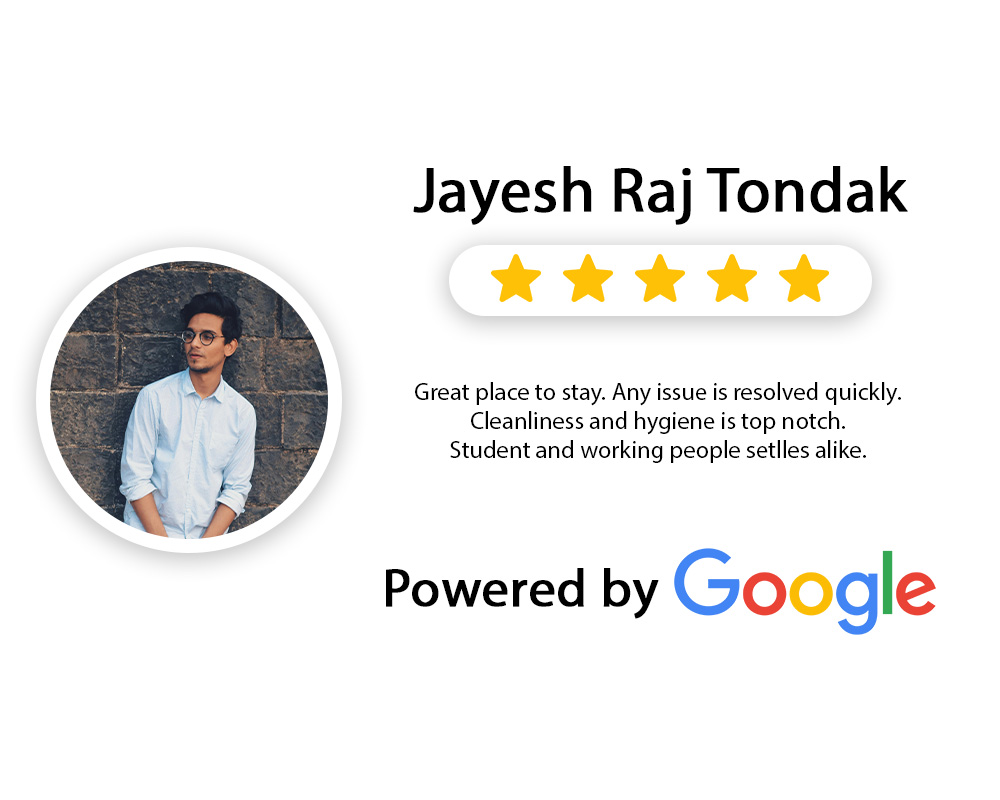 Jayesh Raj Tondak
Great place to stay. Any issue is resolved quickly.
Cleanliness and hygiene is top notch.
Student and working people setlles alike.
Powered by Google